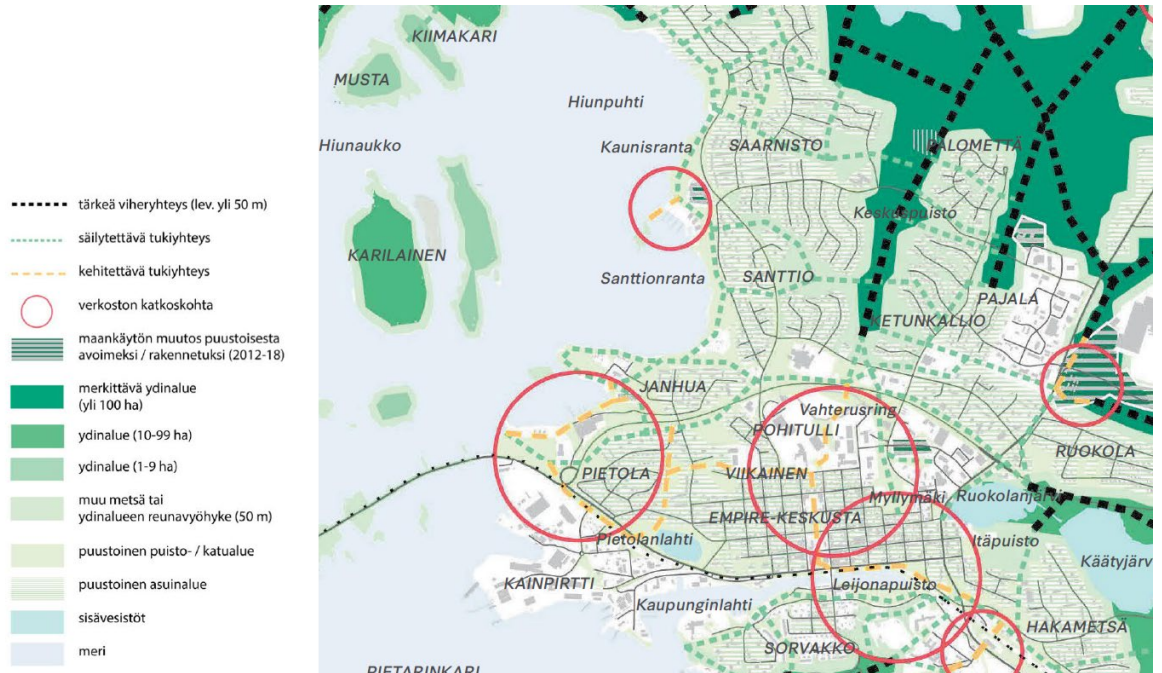 tärkeä viheryhteys (lev. yli 50 m)
säilytettävä tukiyhteys
kehitettävä tukiyhteys
verkoston katkoskohta
maankäytön muutos puustoisesta
avoimeksi / rakennetuksi (2012-18)
merkittävä ydinalue
(yli 100 ha)
ydinalue (10-99 ha)
ydinalue (1-9 ha)
muu metsä tai
ydinalueen reunavyöhyke (50 m)
puustoinen puisto- / katualue
puustoinen asuinalue
sisävesistöt
meri
KIIMAKARI
MUSTA
Hiunpuhti
Hiunaukko
Kaunisranta
SAARNISTO
PALOMETTÄ
Keskuspuisto
KARILAINEN
Santtionranta
SANTTIO
PAJALA
KETUNKALLIO
JANHUA
Vahterusring
POHITULLI
RUOKOLA
PIETOLA
VIIKAINEN
Myllymäki
Ruokolanjärvi
EMPIRE-KESKUSTA
Pietolanlahti
Itäpuisto
Käätyjärv
KAINPIRTTI
Leijonapuisto
Kaupunginlahti
HAKAMETSÄ
SORVAKKO
PIETARINKARI